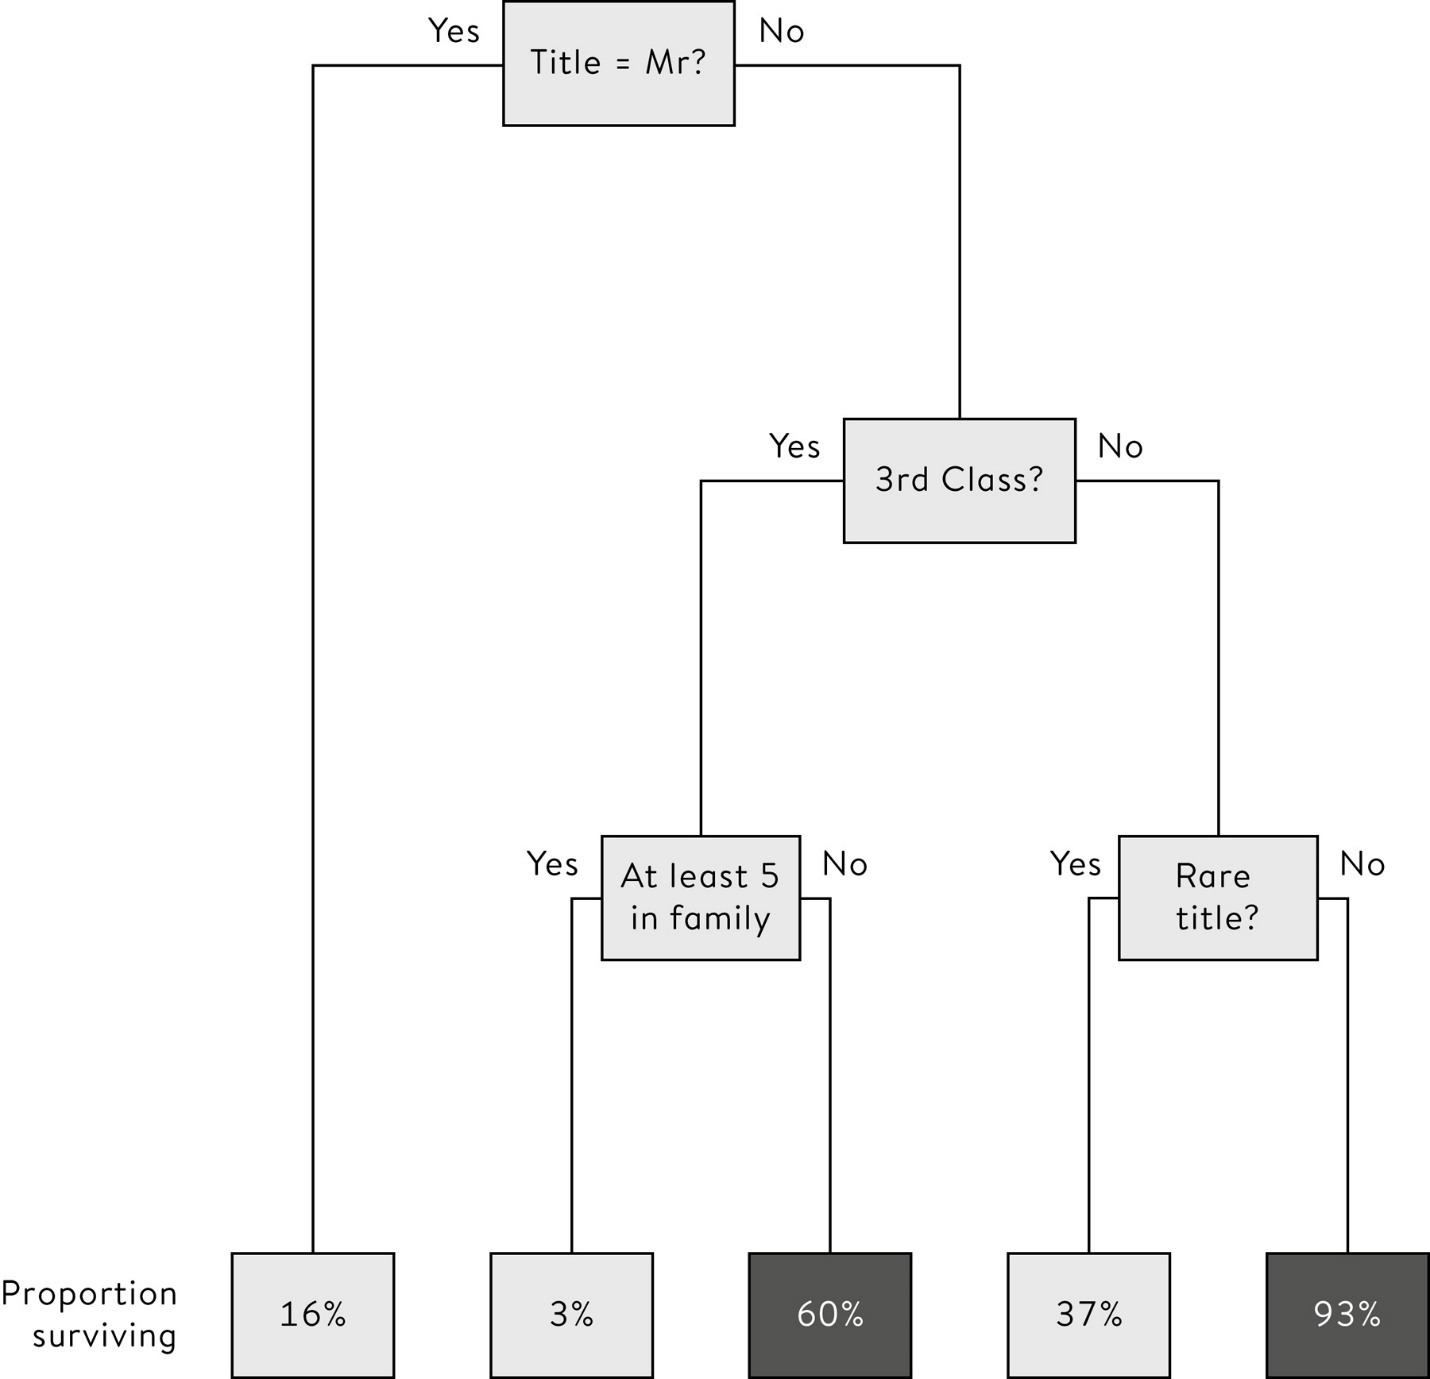 Yes
No
Title = Mr?
Yes
No
3rd Class?
Yes
No
At least 5
in family
Yes
No
Rare
title?
Proportion
surviving
16%
3%
60%
37%
93%